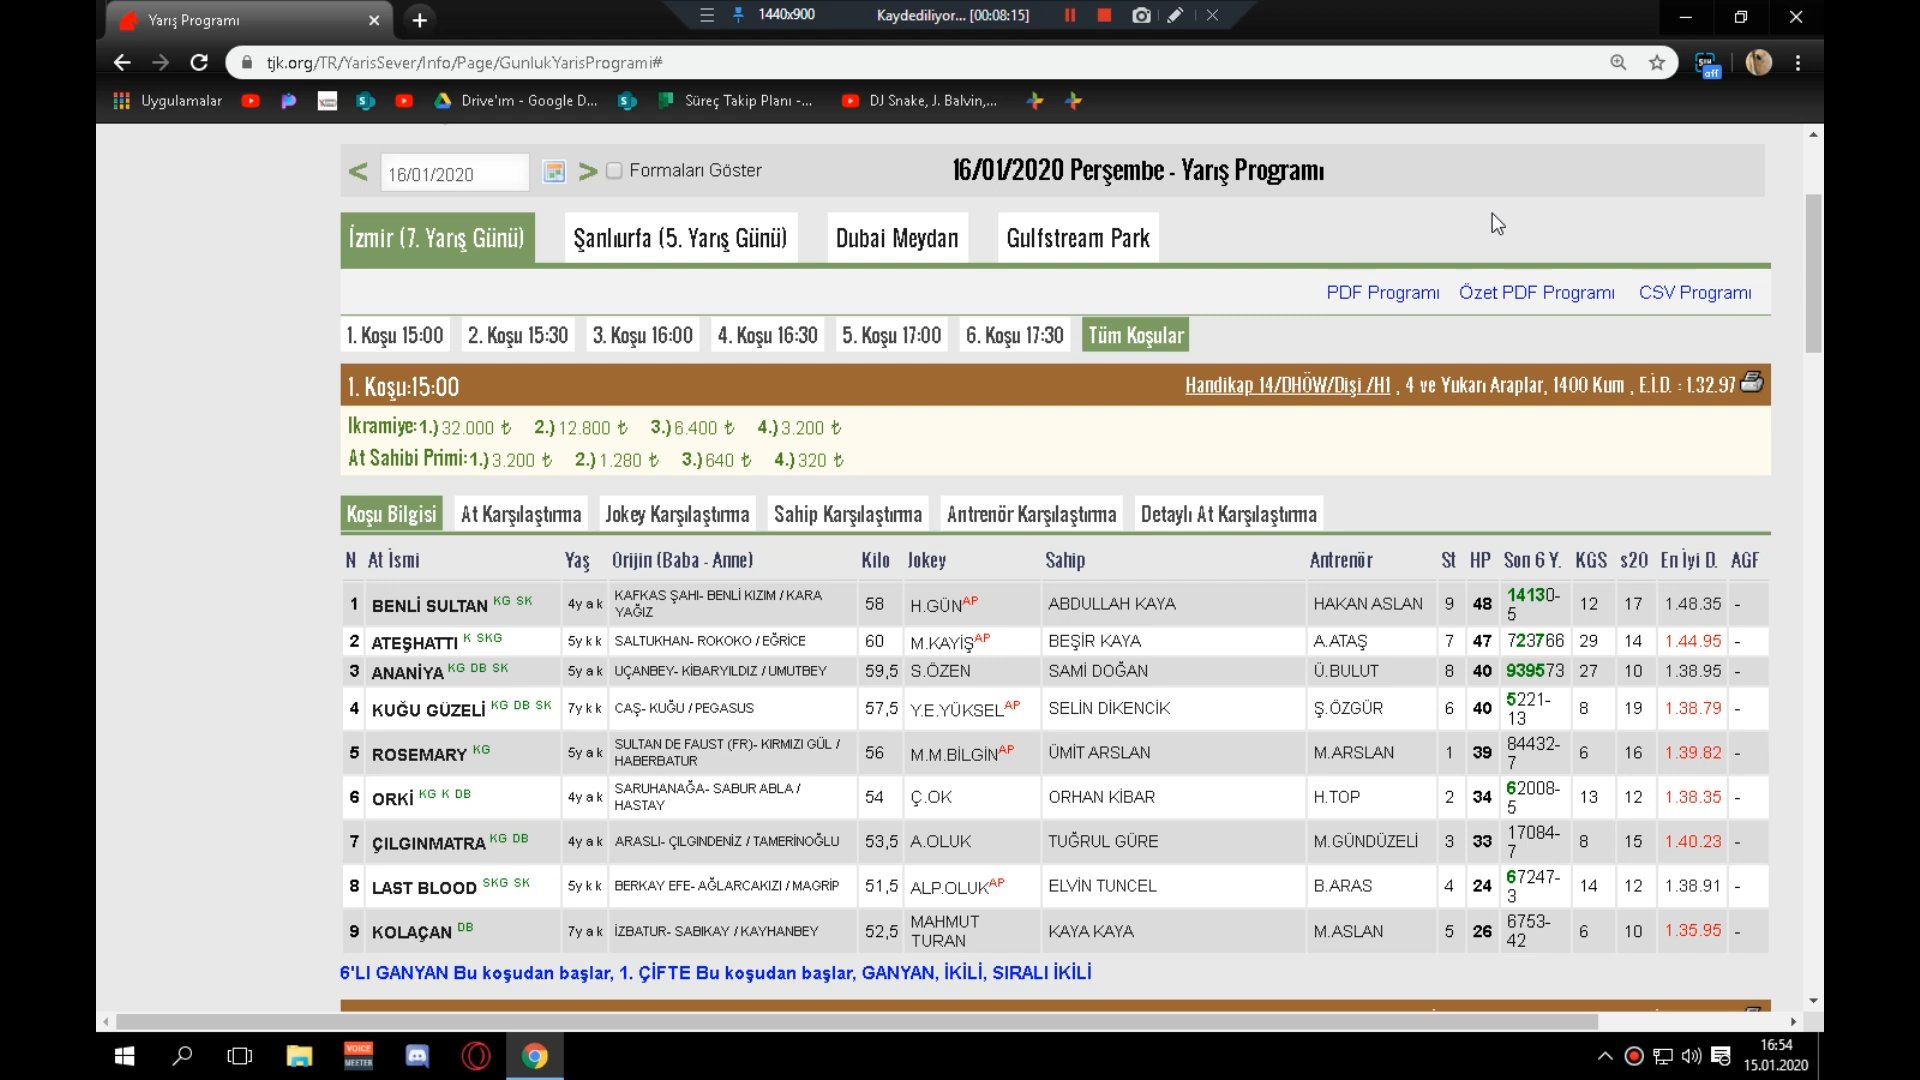 Yarış Programı
1440x900
Kaydediliyor... [00:08:15]
tjk.org/TR/YarisSever/Info/Page/GunlukYarisProgrami#
off
Uygulamalar
Drive'ım - Google D...
Süreç Takip Planı -...
DJ Snake, J. Balvin,...
16/01/2020
Formaları Göster
16/01/2020 Perşembe - Yarış Programı
İzmir (7. Yarış Günü)
Şanlıurfa (5. Yarış Günü)
Dubai Meydan
Gulfstream Park
PDF Programı Özet PDF Programı CSV Programı
1. Koşu 15:00 2. Koşu 15:30 3. Koşu 16:00 4. Koşu 16:30 5. Koşu 17:00 6. Koşu 17:30 Tüm Koşular
1. Koşu:15:00
Handikap 14/DHÖW/Dişi /H1 , 4 ve Yukarı Araplar, 1400 Kum , E.İ.D. : 1.32.97
Ikramiye:1.) 32.000 ₺ 2.) 12.800 ₺ 3.) 6.400 ₺ 4.) 3.200 ₺
At Sahibi Primi:1.) 3.200 ₺ 2.) 1.280 ₺ 3.) 640 ₺ 4.) 320 ₺
Koşu Bilgisi At Karşılaştırma Jokey Karşılaştırma Sahip Karşılaştırma Antrenör Karşılaştırma Detaylı At Karşılaştırma
N At İsmi Yaş Orijin (Baba - Anne) Kilo Jokey Sahip Antrenör St HP Son 6 Y. KGS s20 En İyi D. AGF
1 BENLİ SULTAN KG SK 4y a k KAFKAS ŞAHI- BENLİ KIZIM / KARA YAĞIZ 58 H.GÜN AP ABDULLAH KAYA HAKAN ASLAN 9 48 14130-5 12 17 1.48.35 -
2 ATEŞHATTI K SKG 5y k k SALTUKHAN- ROKOKO / EĞRİCE 60 M.KAYİŞ AP BEŞİR KAYA A.ATAŞ 7 47 723766 29 14 1.44.95 -
3 ANANİYA KG DB SK 5y a k UÇANBEY- KİBARYILDIZ / UMUTBEY 59,5 S.ÖZEN SAMİ DOĞAN Ü.BULUT 8 40 939573 27 10 1.38.95 -
4 KUĞU GÜZELİ KG DB SK 7y k k CAŞ- KUĞU / PEGASUS 57,5 Y.E.YÜKSEL AP SELİN DİKENCİK Ş.ÖZGÜR 6 40 5221-13 8 19 1.38.79 -
5 ROSEMARY KG 5y a k SULTAN DE FAUST (FR)- KIRMIZI GÜL / HABERBATUR 56 M.M.BİLGİN AP ÜMİT ARSLAN M.ARSLAN 1 39 84432-7 6 16 1.39.82 -
6 ORKİ KG K DB 4y a k SARUHANAĞA- SABUR ABLA / HASTAY 54 Ç.OK ORHAN KİBAR H.TOP 2 34 62008-5 13 12 1.38.35 -
7 ÇILGINMATRA KG DB 4y a k ARASLI- ÇILGINDENİZ / TAMERİNOĞLU 53,5 A.OLUK TUĞRUL GÜRE M.GÜNDÜZELİ 3 33 17084-7 8 15 1.40.23 -
8 LAST BLOOD SKG SK 5y k k BERKAY EFE- AĞLARCAKIZI / MAGRİP 51,5 ALP.OLUK AP ELVİN TUNCEL B.ARAS 4 24 67247-3 14 12 1.38.91 -
9 KOLAÇAN DB 7y a k İZBATUR- SABIKAY / KAYHANBEY 52,5 MAHMUT TURAN KAYA KAYA M.ASLAN 5 26 6753-42 6 10 1.35.95 -
6'LI GANYAN Bu koşudan başlar, 1. ÇİFTE Bu koşudan başlar, GANYAN, İKİLİ, SIRALI İKİLİ
VOICE
MEETER
16:54
15.01.2020